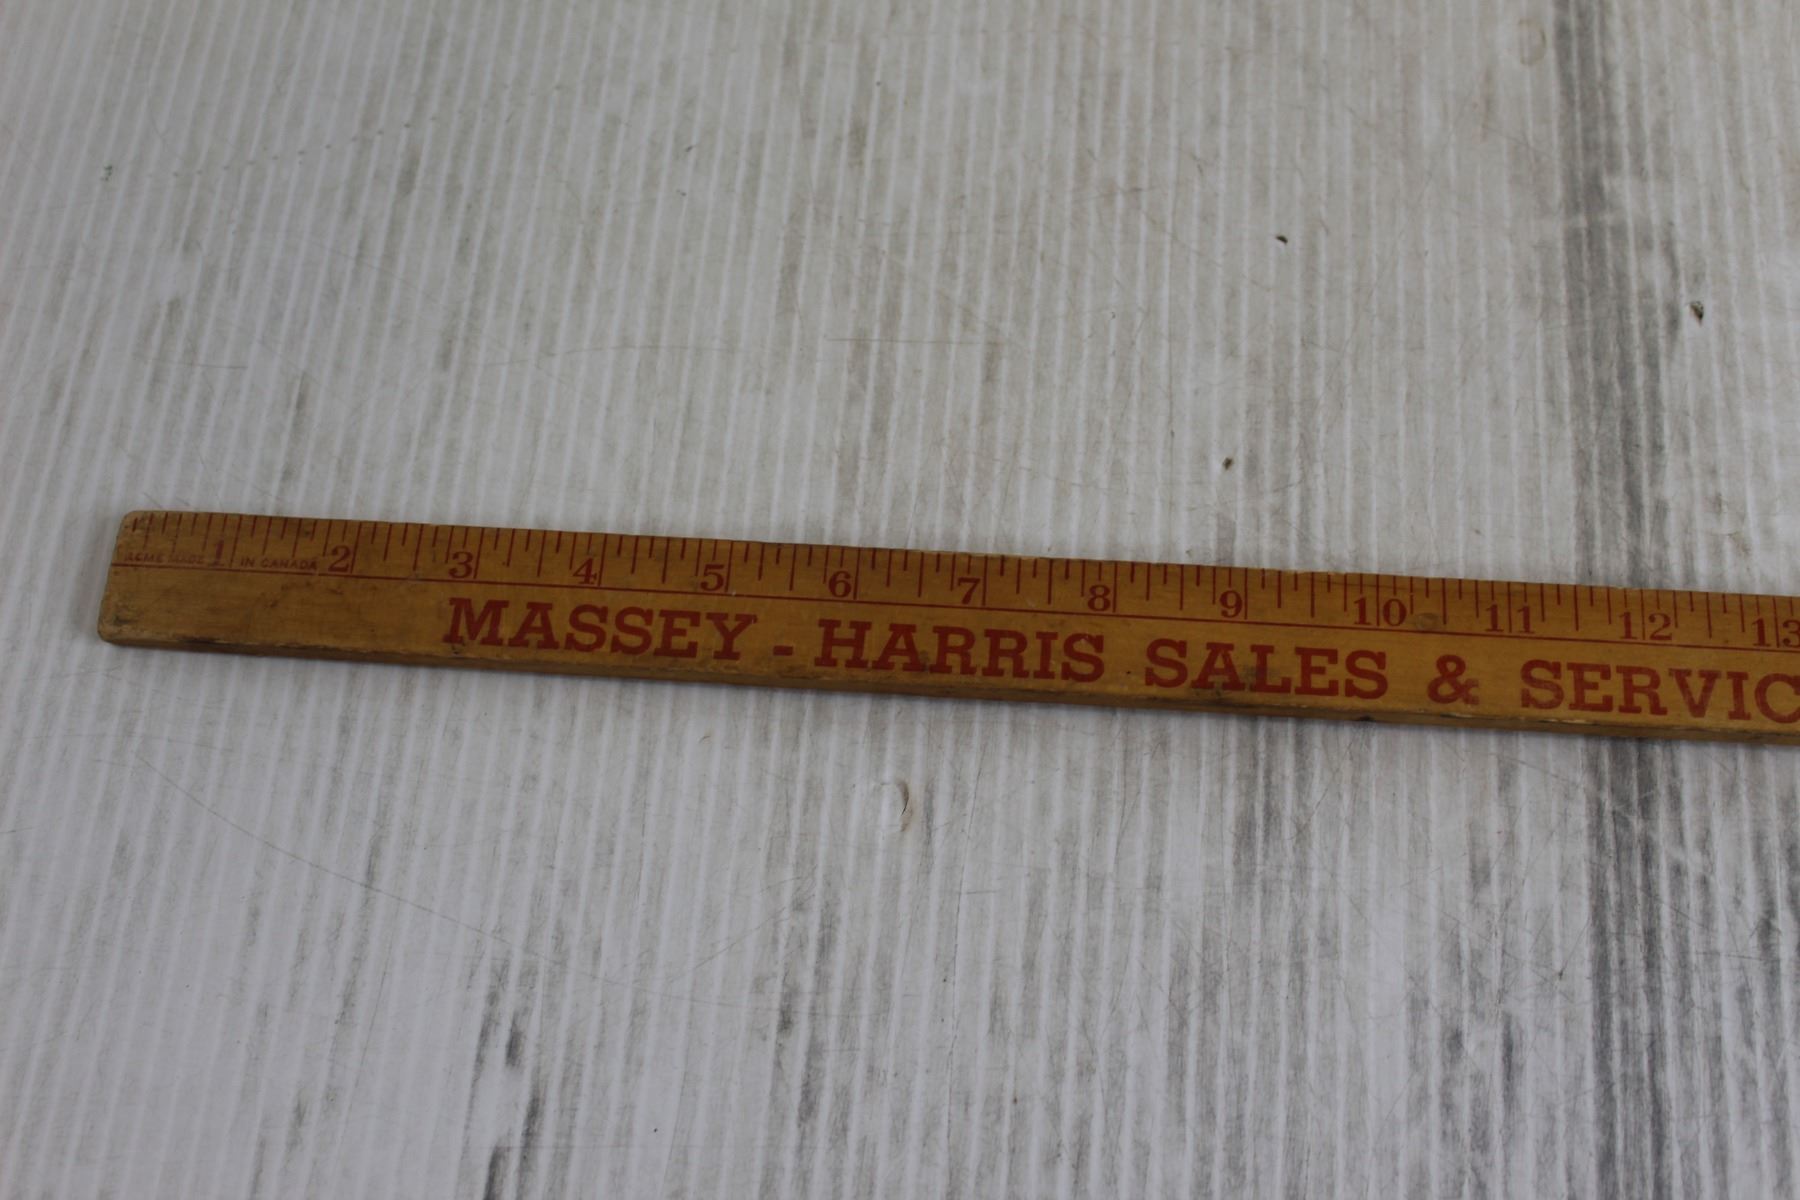 ACME MADE 1 IN CANADA 2 3 4 5 6 7 8 9 10 11 12 13
MASSEY - HARRIS SALES & SERVIC